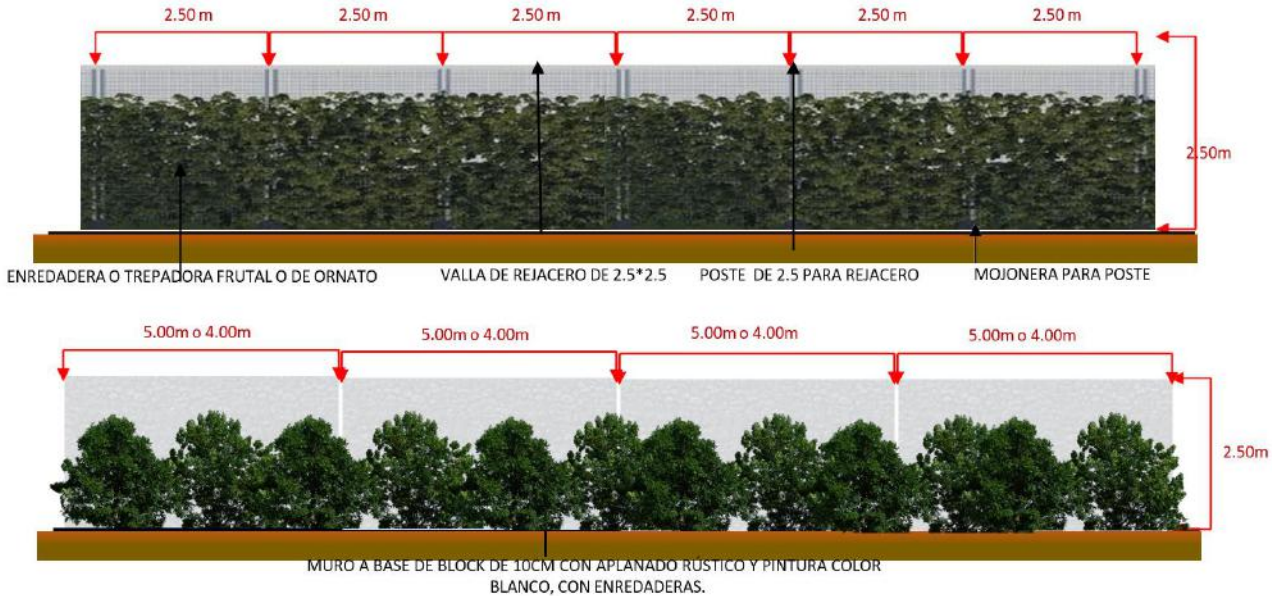 2.50 m 2.50 m 2.50 m 2.50 m 2.50 m 2.50 m
2.50m
ENREDADERA O TREPADORA FRUTAL O DE ORNATO VALLA DE REJACERO DE 2.5*2.5 POSTE DE 2.5 PARA REJACERO MOJONERA PARA POSTE
5.00m o 4.00m 5.00m o 4.00m 5.00m o 4.00m 5.00m o 4.00m
2.50m
MURO A BASE DE BLOCK DE 10CM CON APLANADO RÚSTICO Y PINTURA COLOR
BLANCO, CON ENREDADERAS.